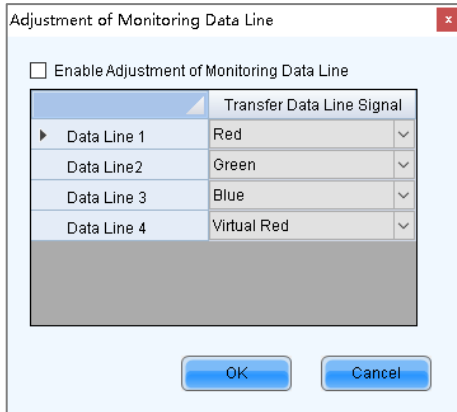 Adjustment of Monitoring Data Line
x
Enable Adjustment of Monitoring Data Line
Transfer Data Line Signal
Data Line 1 Red
Data Line2 Green
Data Line 3 Blue
Data Line 4 Virtual Red
OK Cancel